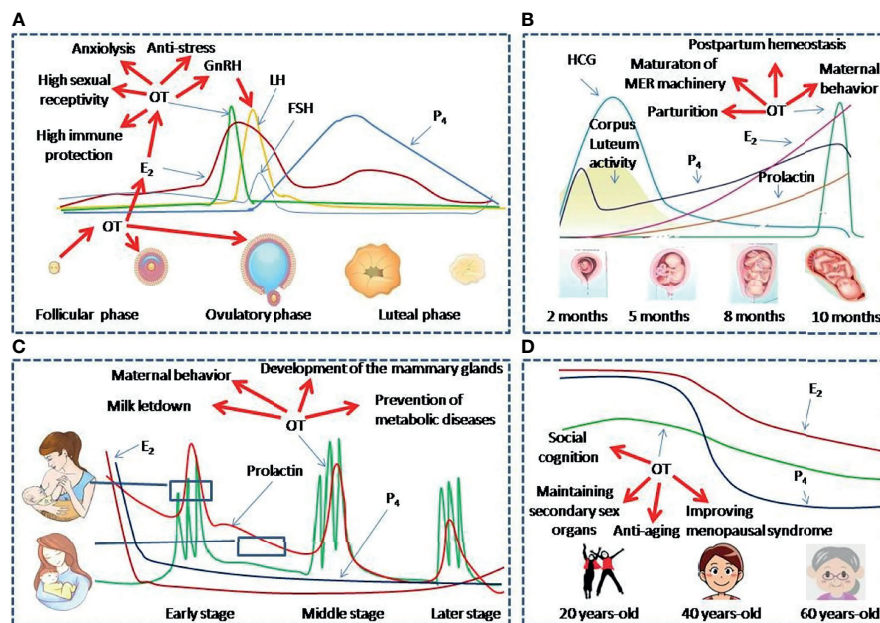 A
Anxiolysis
Anti-stress
GnRH
LH
High sexual
receptivity
OT
FSH
P4
High immune
protection
E2
OT
Follicular phase
Ovulatory phase
Luteal phase
B
Postpartum hemeostasis
HCG
Maturaton of
MER machinery
Maternal
behavior
OT
Parturition
Corpus
Luteum
activity
E2
P4
Prolactin
2 months
5 months
8 months
10 months
C
Maternal behavior
Development of the mammary glands
Milk letdown
Prevention of
metabolic diseases
OT
E2
Prolactin
P4
Early stage
Middle stage
Later stage
D
E2
Social
cognition
OT
P4
Maintaining
secondary sex
organs
Anti-aging
Improving
menopausal syndrome
20 years-old
40 years-old
60 years-old